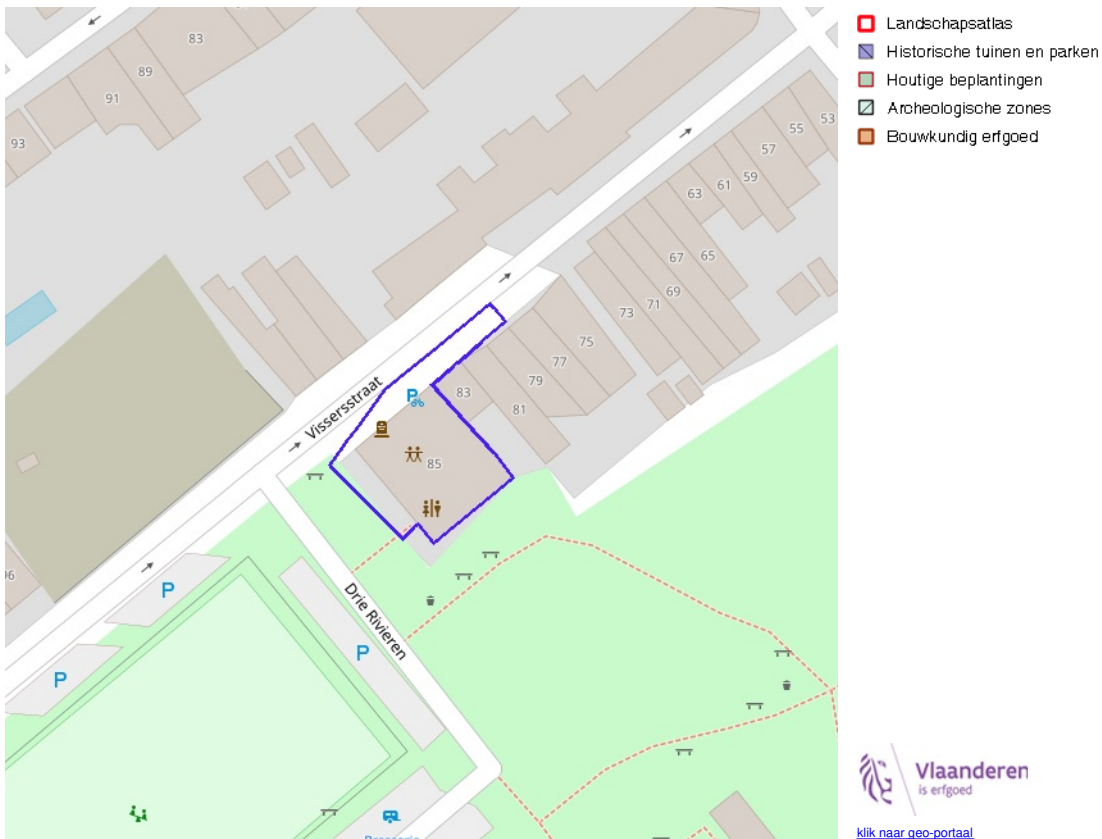 Landschapsatlas
Historische tuinen en parken
Houtige beplantingen
Archeologische zones
Bouwkundig erfgoed
83
89
91
93
53
55
57
59
61
63
65
67
69
71
73
75
77
79
81
83
85
Vissersstraat
P
Drie Rivieren
P
P
P
96
Vlaanderen
is erfgoed
klik naar geo-portaal